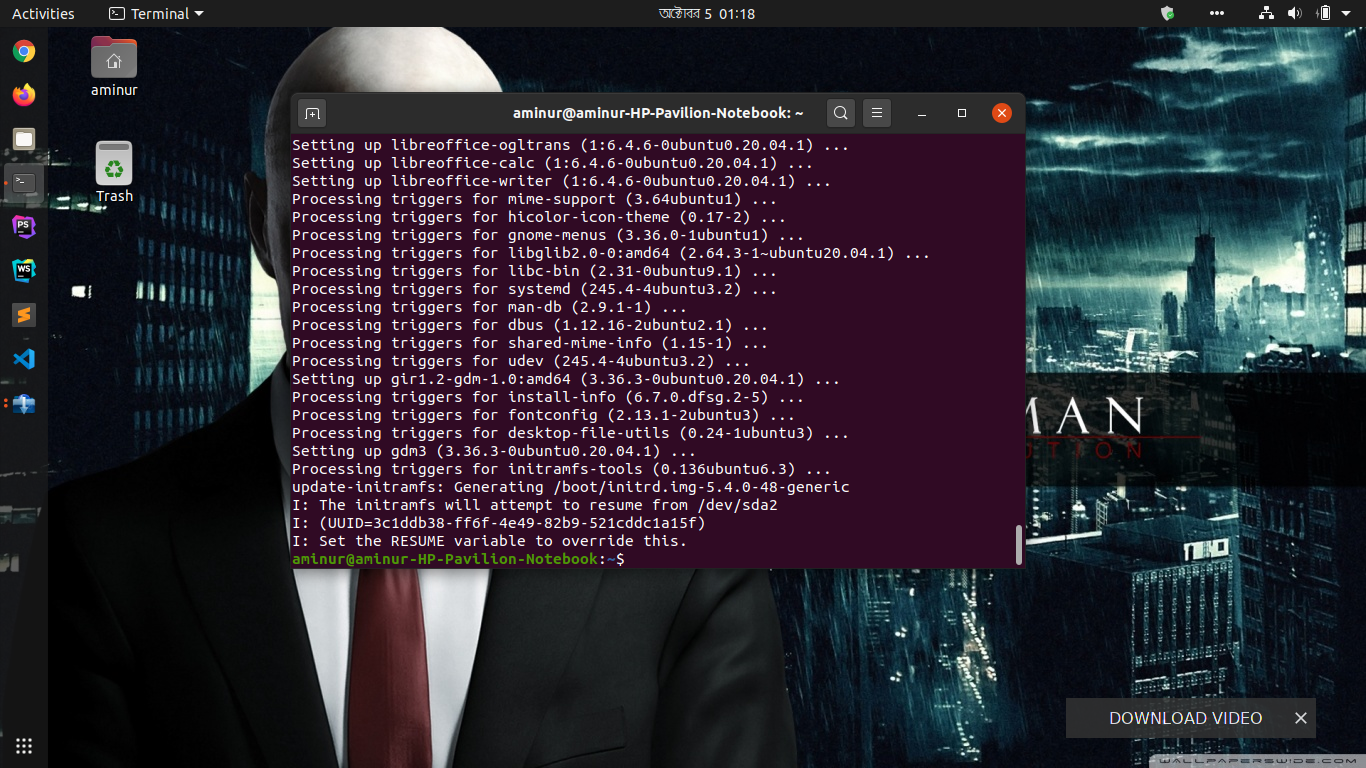 Activities
Terminal
অক্টোবর 5 01:18
aminur
Trash
PS
WS
aminur@aminur-HP-Pavilion-Notebook: ~
Setting up libreoffice-ogltrans (1:6.4.6-0ubuntu0.20.04.1) ...
Setting up libreoffice-calc (1:6.4.6-0ubuntu0.20.04.1) ...
Setting up libreoffice-writer (1:6.4.6-0ubuntu0.20.04.1) ...
Processing triggers for mime-support (3.64ubuntu1) ...
Processing triggers for hicolor-icon-theme (0.17-2) ...
Processing triggers for gnome-menus (3.36.0-1ubuntu1) ...
Processing triggers for libglib2.0-0:amd64 (2.64.3-1~ubuntu20.04.1) ...
Processing triggers for libc-bin (2.31-0ubuntu9.1) ...
Processing triggers for systemd (245.4-4ubuntu3.2) ...
Processing triggers for man-db (2.9.1-1) ...
Processing triggers for dbus (1.12.16-2ubuntu2.1) ...
Processing triggers for shared-mime-info (1.15-1) ...
Processing triggers for udev (245.4-4ubuntu3.2) ...
Setting up gir1.2-gdm-1.0:amd64 (3.36.3-0ubuntu0.20.04.1) ...
Processing triggers for install-info (6.7.0.dfsg.2-5) ...
Processing triggers for fontconfig (2.13.1-2ubuntu3) ...
Processing triggers for desktop-file-utils (0.24-1ubuntu3) ...
Setting up gdm3 (3.36.3-0ubuntu0.20.04.1) ...
Processing triggers for initramfs-tools (0.136ubuntu6.3) ...
update-initramfs: Generating /boot/initrd.img-5.4.0-48-generic
I: The initramfs will attempt to resume from /dev/sda2
I: (UUID=3c1ddb38-ff6f-4e49-82b9-521cddc1a15f)
I: Set the RESUME variable to override this.
aminur@aminur-HP-Pavilion-Notebook:~$
MAN
UTION
DOWNLOAD VIDEO
WALLPAPERSWIDE.COM